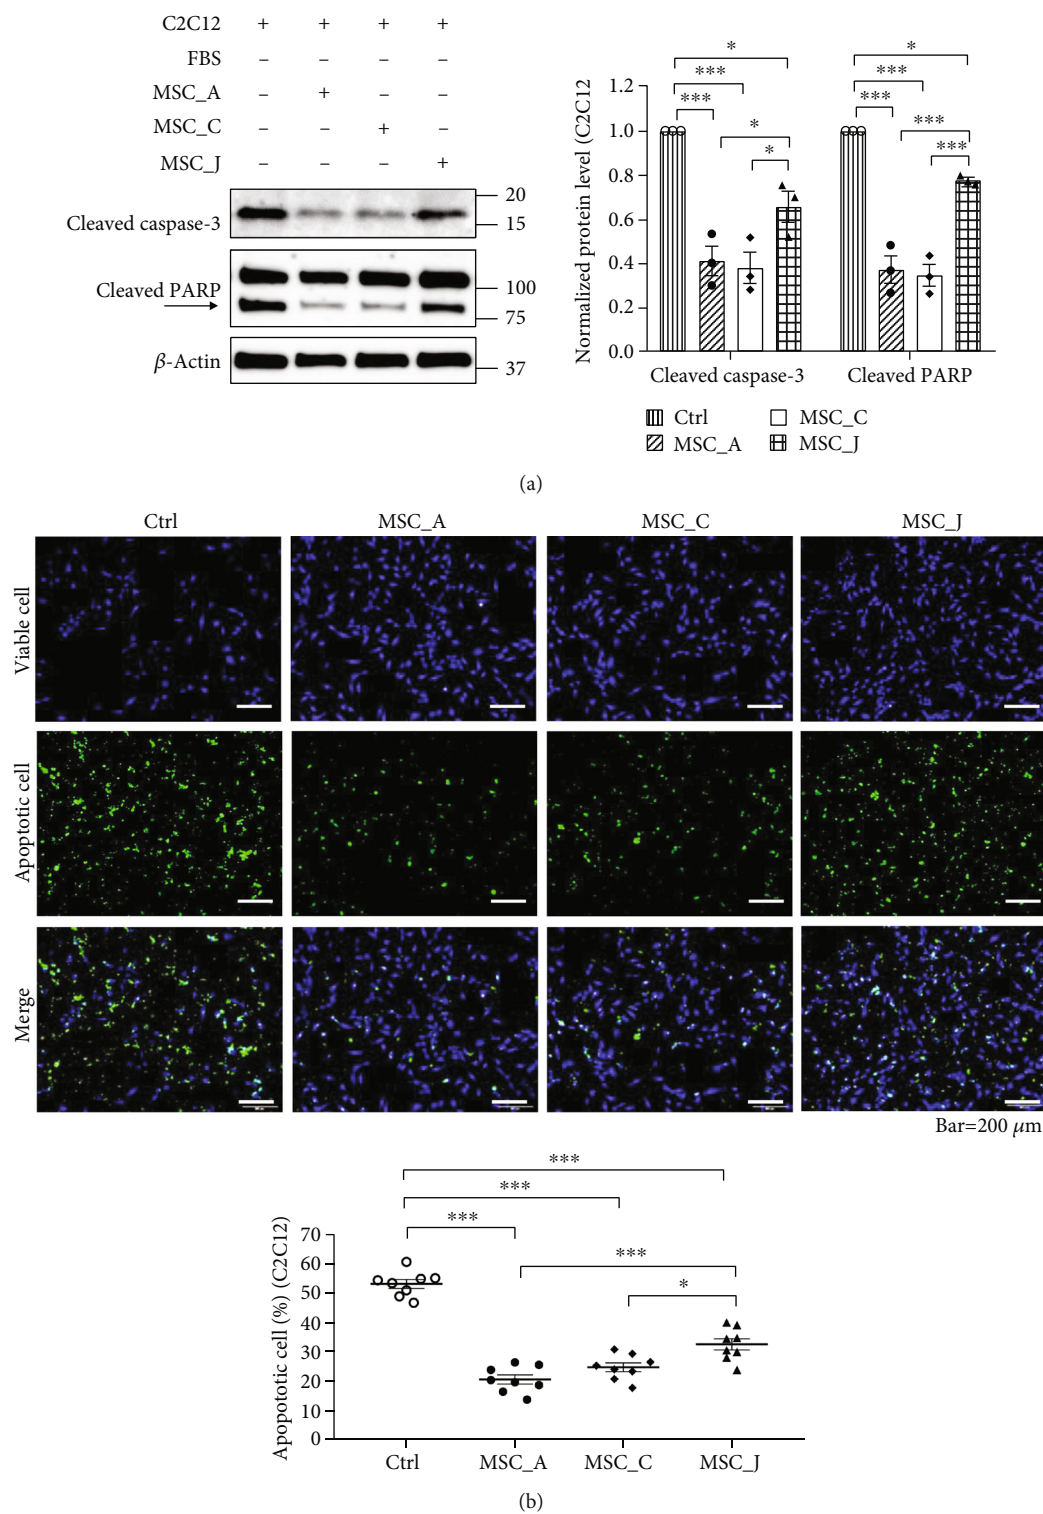 C2C12 + + + +
FBS – – – –
MSC_A – + – –
MSC_C – – + –
MSC_J – – – +
Cleaved caspase-3
20
15
Cleaved PARP
100
75
β-Actin
37
Normalized protein level (C2C12
1.2
1.0
0.8
0.6
0.4
0.2
0.0
* *
*** ***
*** ***
* ***
* ***
Cleaved caspase-3 Cleaved PARP
Ctrl MSC_C
MSC_A MSC_J
(a)
Ctrl MSC_A MSC_C MSC_J
Viable cell
Apoptotic cell
Merge
Bar=200 μm
***
***
***
***
*
Apopototic cell (%) (C2C12)
70
60
50
40
30
20
10
0
Ctrl MSC_A MSC_C MSC_J
(b)